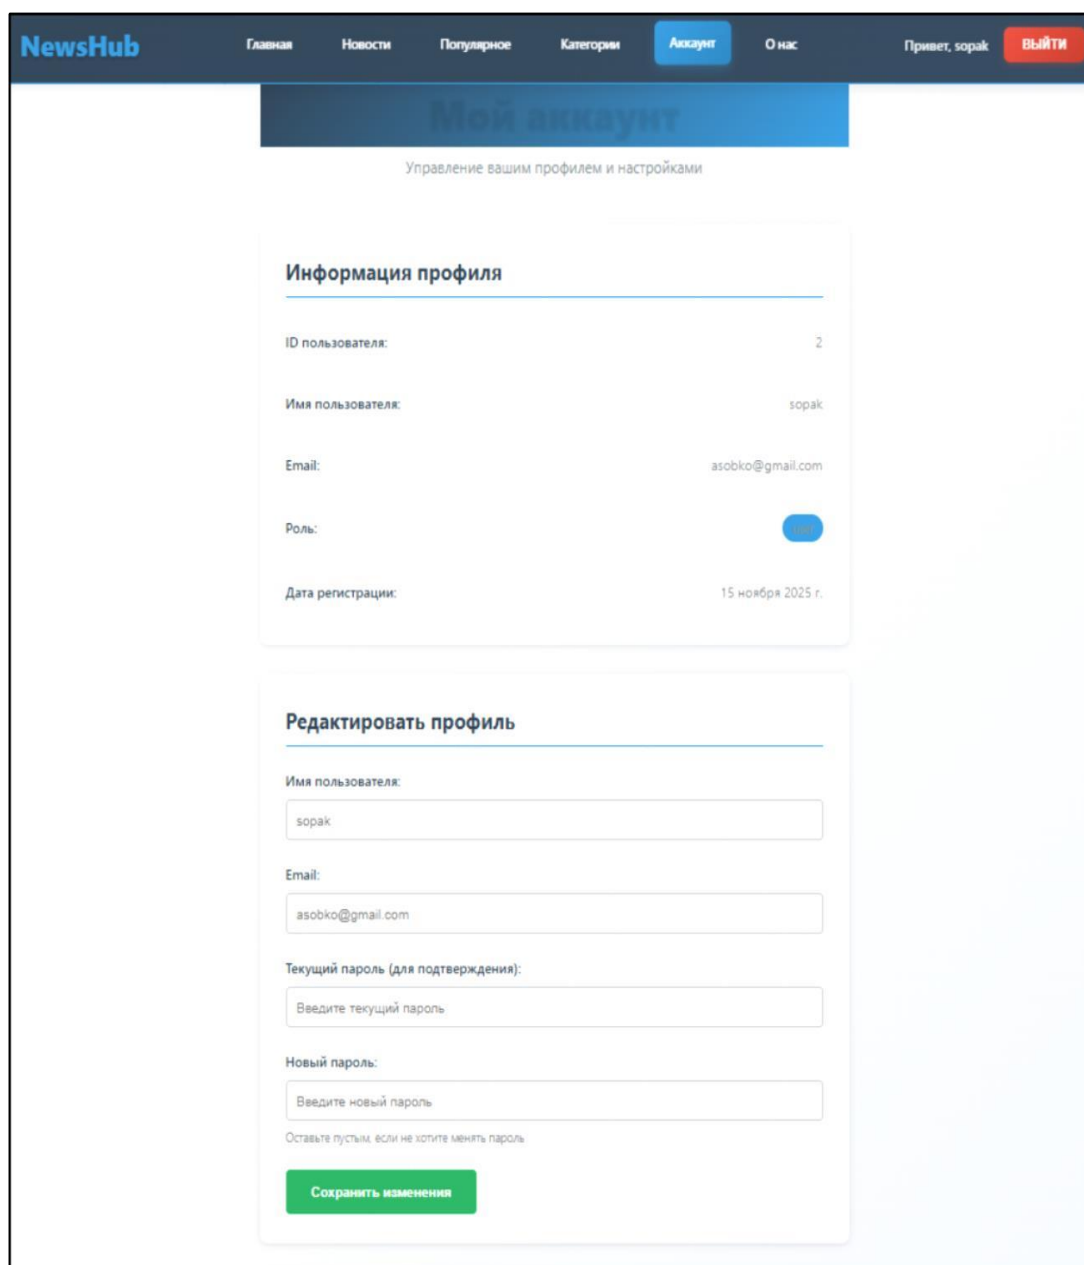 NewsHub Главная Новости Популярное Категории Аккаунт О нас Привет, sopak ВЫЙТИ
Мой аккаунт
Управление вашим профилем и настройками
Информация профиля
ID пользователя: 2
Имя пользователя: sopak
Email: asobko@gmail.com
Роль:
Дата регистрации: 15 ноября 2025 г.
Редактировать профиль
Имя пользователя:
sopak
Email:
asobko@gmail.com
Текущий пароль (для подтверждения):
Введите текущий пароль
Новый пароль:
Введите новый пароль
Оставьте пустым, если не хотите менять пароль
Сохранить изменения